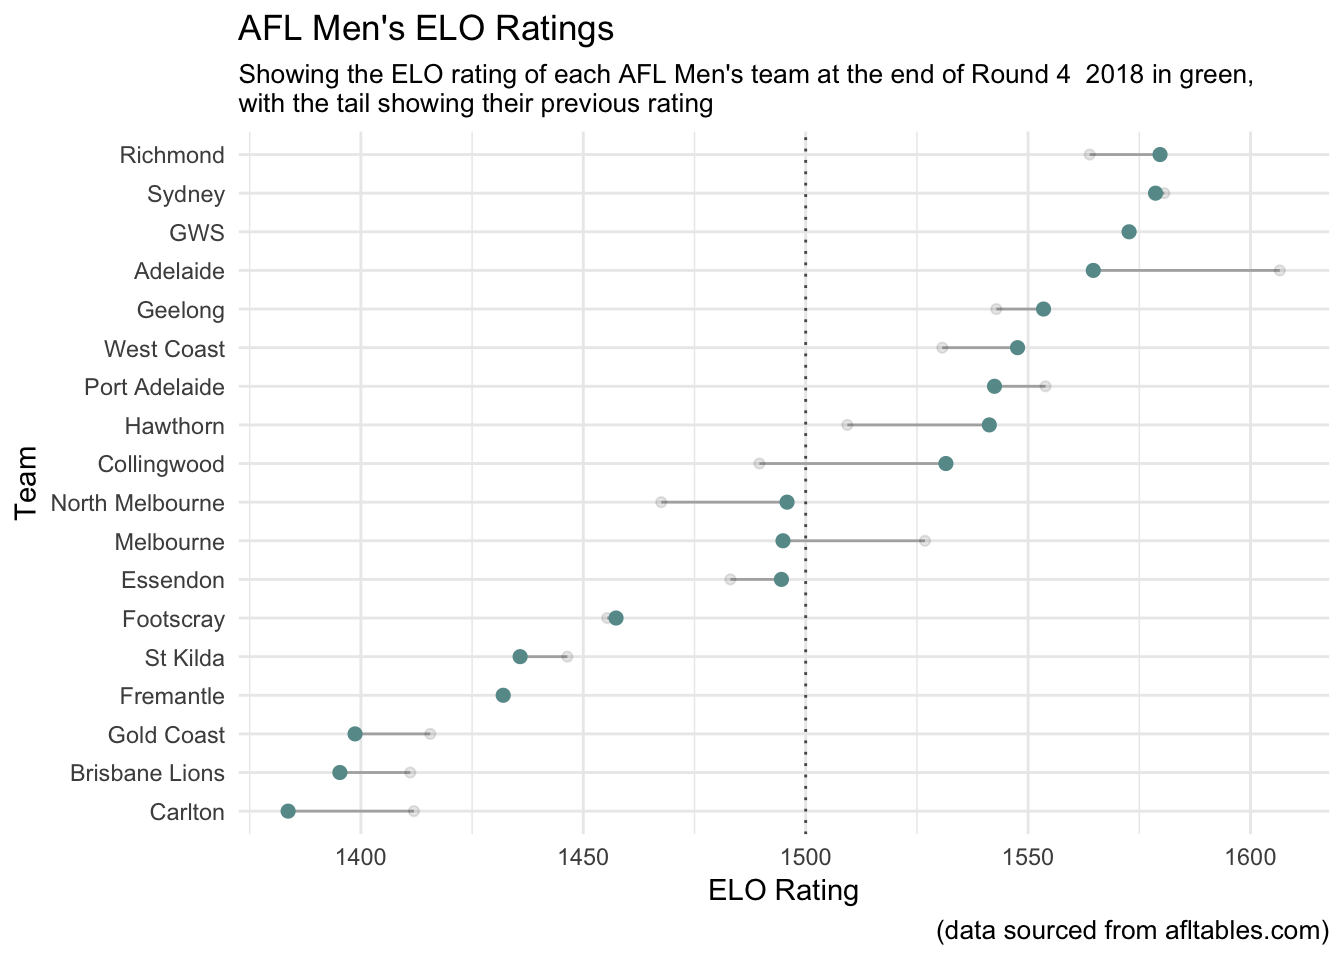 AFL Men's ELO Ratings
Showing the ELO rating of each AFL Men's team at the end of Round 4  2018 in green,
with the tail showing their previous rating
Richmond
Sydney
GWS
Adelaide
Geelong
West Coast
Port Adelaide
Hawthorn
Collingwood
North Melbourne
Melbourne
Essendon
Footscray
St Kilda
Fremantle
Gold Coast
Brisbane Lions
Carlton
Team
1400 1450 1500 1550 1600
ELO Rating
(data sourced from afltables.com)